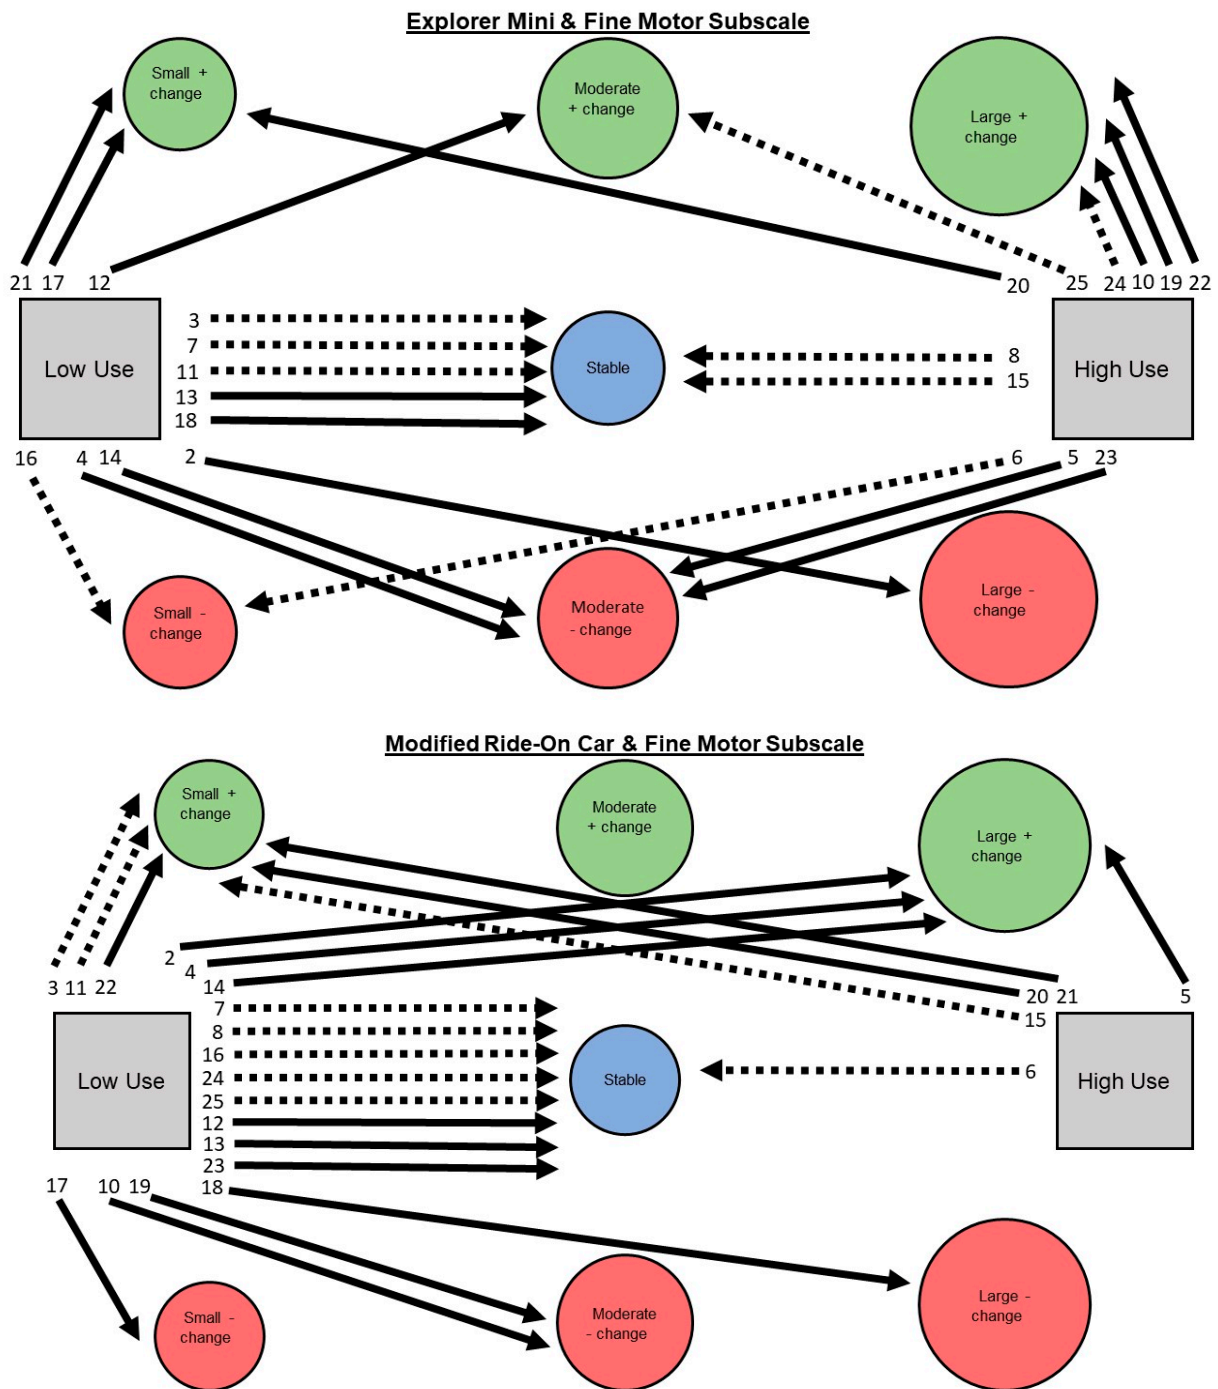 Explorer Mini & Fine Motor Subscale
Small +
change
Moderate
+ change
Large +
change
21 17 12
20 25 24 10 19 22
Low Use
3
7
11
13
18
Stable
8
15
High Use
16 4 14 2
6 5 23
Small -
change
Moderate
- change
Large -
change
Modified Ride-On Car & Fine Motor Subscale
Small +
change
Moderate
+ change
Large +
change
2
4
3 11 22 14
20 21 5
15
Low Use
7
8
16
24
25
12
13
23
Stable
6
High Use
17 10 19 18
Small -
change
Moderate
- change
Large -
change